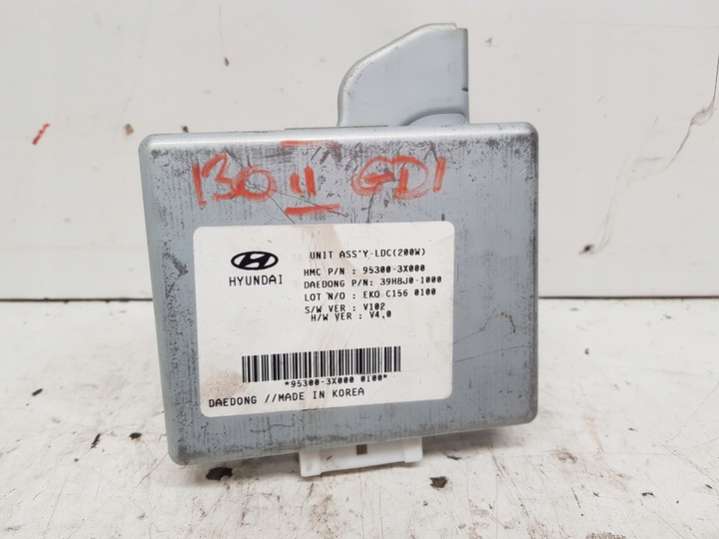 I30 II GDI
UNIT ASS'Y-LDC(200W)
HYUNDAI
HMC P/N : 95300-3X000
DAEDONG P/N: 39H8J0-1000
LOT N/O : EKO C156 0100
S/W VER : V102
H/W VER : V4.0
*95300-3X000 0100*
DAEDONG //MADE IN KOREA